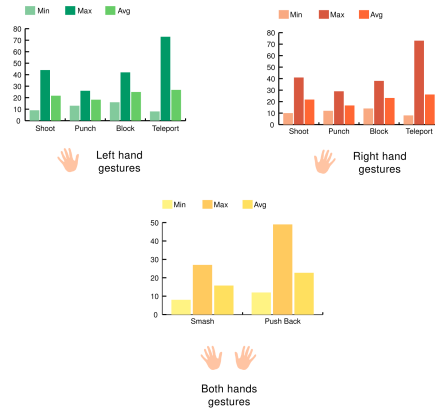 Min Max Avg
80
70
60
50
40
30
20
10
0
Shoot Punch Block Teleport
Left hand
gestures
Min Max Avg
80
70
60
50
40
30
20
10
0
Shoot Punch Block Teleport
Right hand
gestures
Min Max Avg
50
40
30
20
10
0
Smash Push Back
Both hands
gestures